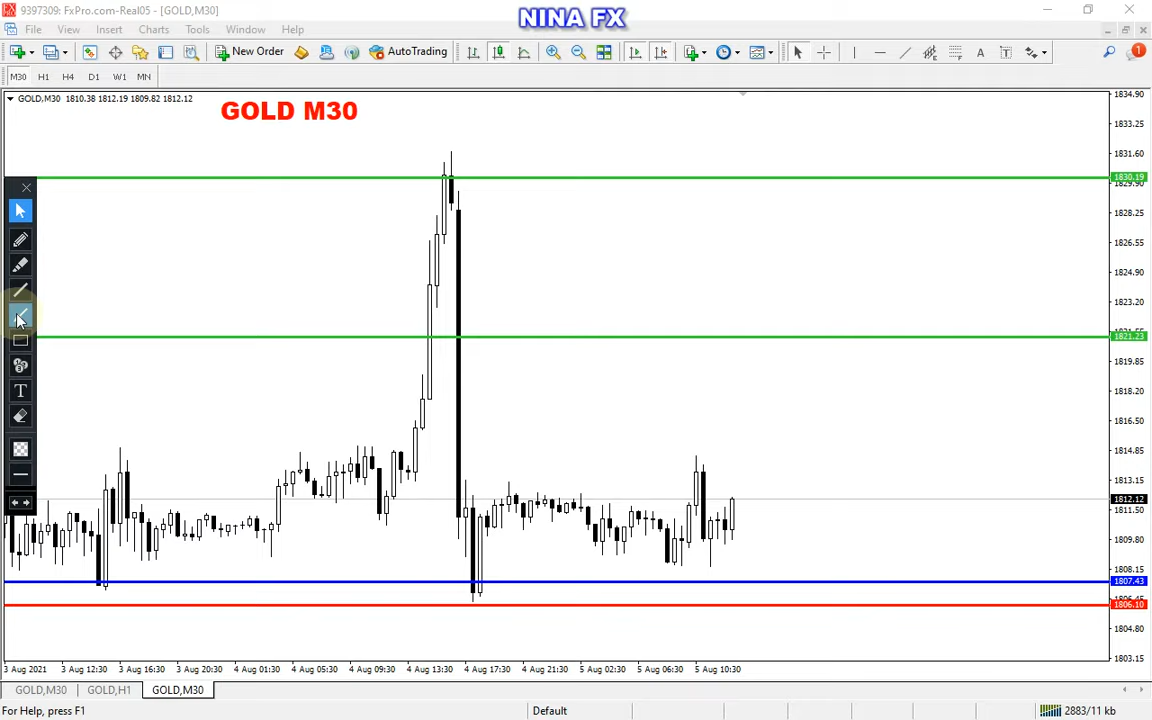 9397309: FxPro.com-Real05 - [GOLD,M30]
NINA FX
File View Insert Charts Tools Window Help
New Order AutoTrading
1
M30 H1 H4 D1 W1 MN
GOLD,M30 1810.38 1812.19 1809.82 1812.12
GOLD M30
1834.90
1833.25
1831.60
1830.19
1829.90
1828.25
1826.55
1824.90
1823.20
1821.23
1819.85
1818.20
1816.50
1814.85
1813.15
1812.12
1811.50
1809.80
1808.15
1807.43
1806.10
1804.80
1803.15
T
3 Aug 2021 3 Aug 12:30 3 Aug 16:30 3 Aug 20:30 4 Aug 01:30 4 Aug 05:30 4 Aug 09:30 4 Aug 13:30 4 Aug 17:30 4 Aug 21:30 5 Aug 02:30 5 Aug 06:30 5 Aug 10:30
GOLD,M30 GOLD,H1 GOLD,M30
For Help, press F1 Default 2883/11 kb